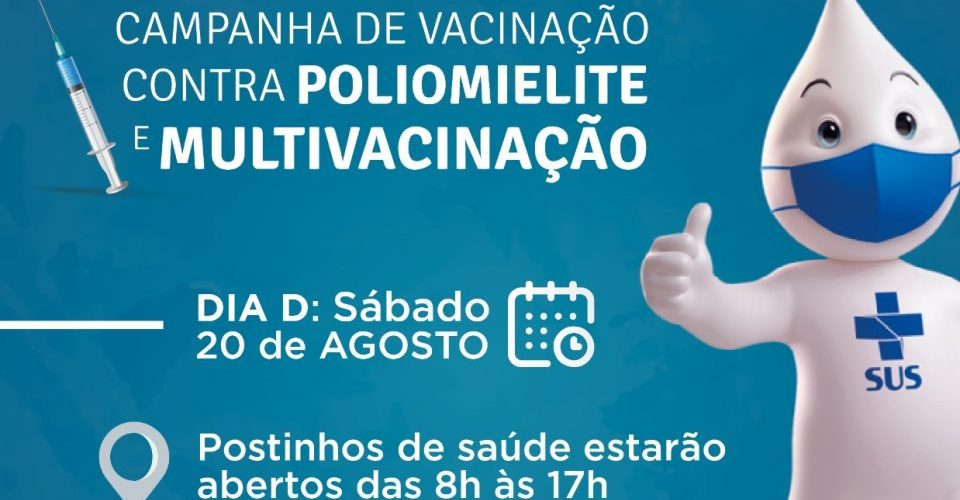 CAMPANHA DE VACINAÇÃO
CONTRA POLIOMIELITE
E MULTIVACINAÇÃO
DIA D: Sábado
20 de AGOSTO
SUS
Postinhos de saúde estarão
abertos das 8h às 17h